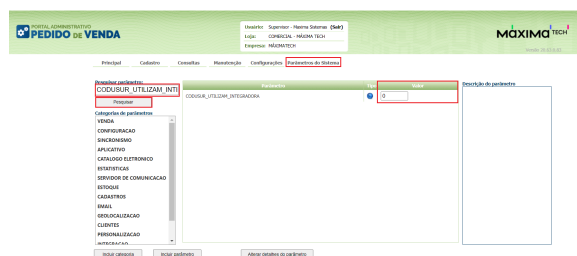 PORTAL ADMINISTRATIVO
PEDIDO DE VENDA
Usuário: Supervisor - Maxima Sistemas (Sair)
Loja: COMERCIAL - MÁXIMA TECH
Empresa: MÁXIMATECH
MÁXIMA TECH
Principal Cadastro Consultas Manutenção Configurações Parâmetros do Sistema
Pesquisar parâmetro:
CODUSUR_UTILIZAM_INTI
Pesquisar
Parâmetro Tipo Valor
CODUSUR_UTILIZAM_INTEGRADORA 0
Descrição do parâmetro
Categorias de parâmetros
VENDA
CONFIGURACAO
SINCRONISMO
APLICATIVO
CATALOGO ELETRONICO
ESTATISTICAS
SERVIDOR DE COMUNICACAO
ESTOQUE
CADASTROS
EMAIL
GEOLOCALIZACAO
CLIENTES
PERSONALIZACAO
INTEGRACAO
Incluir categoria Incluir parâmetro Alterar detalhes do parâmetro